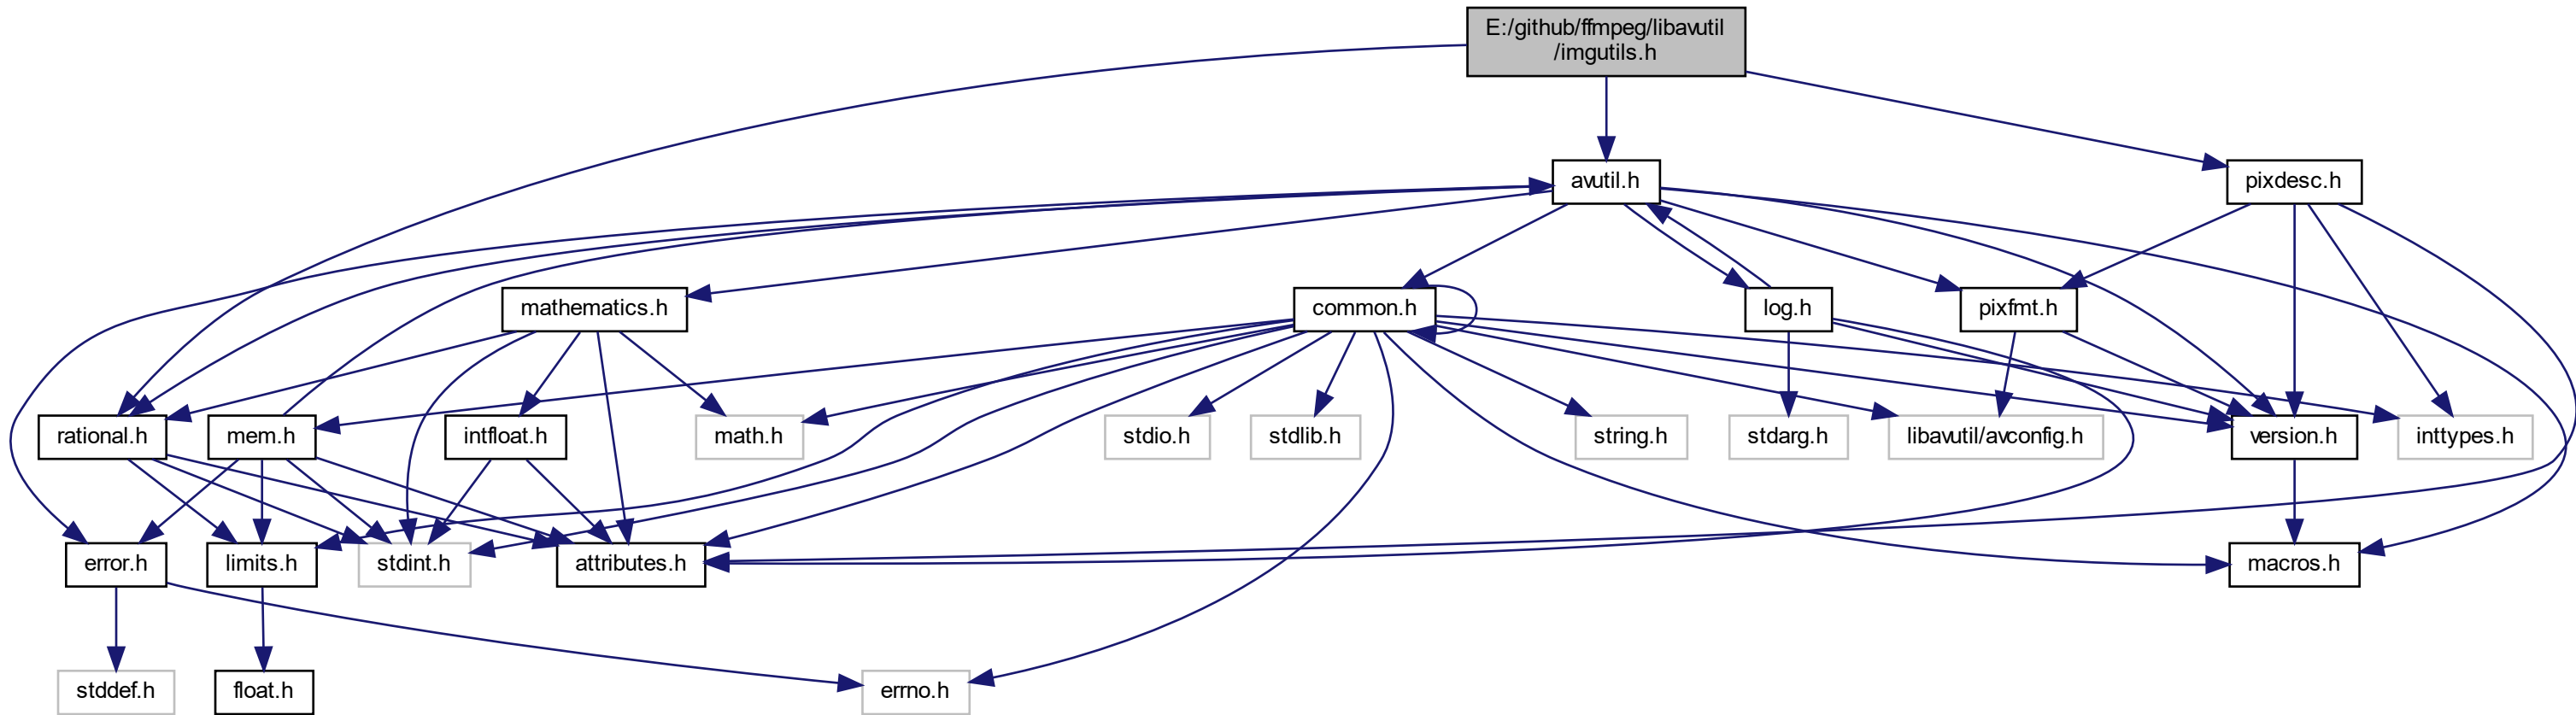 E:/github/ffmpeg/libavutil
/imgutils.h
avutil.h
pixdesc.h
mathematics.h
common.h
log.h
pixfmt.h
rational.h
mem.h
intfloat.h
math.h
stdio.h
stdlib.h
string.h
stdarg.h
libavutil/avconfig.h
version.h
inttypes.h
error.h
limits.h
stdint.h
attributes.h
macros.h
stddef.h
float.h
errno.h